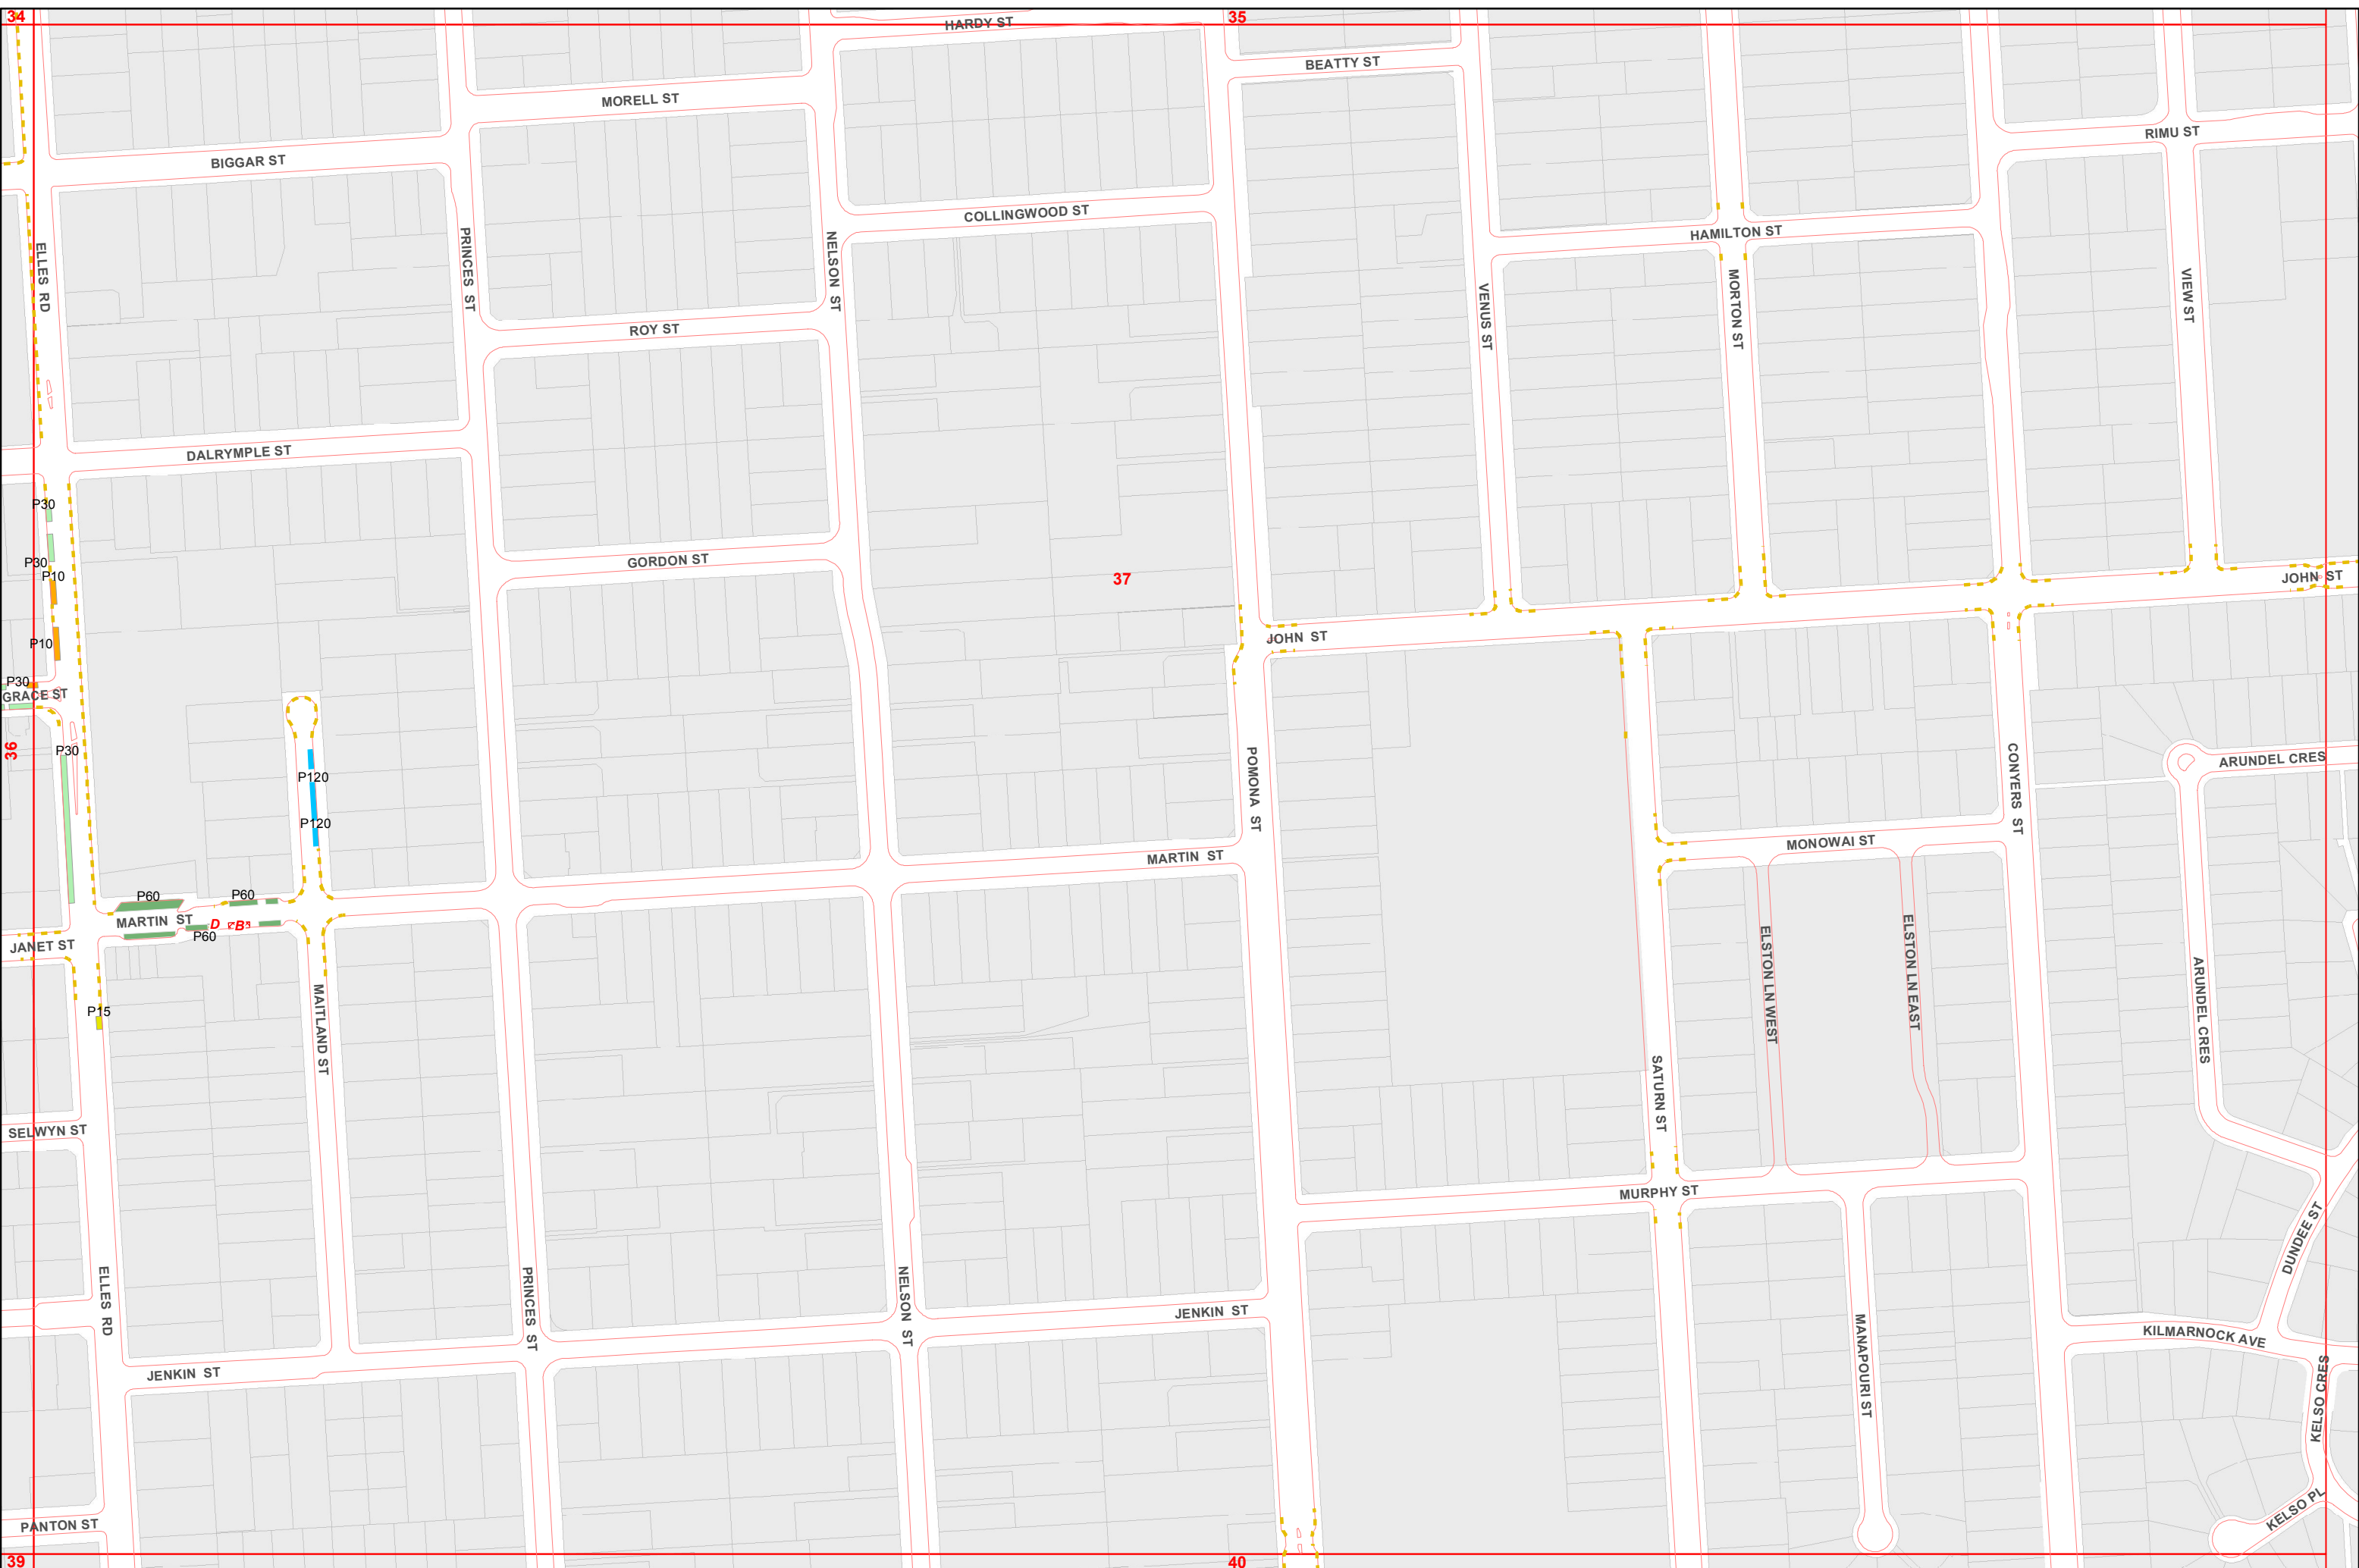 34
35
HARDY ST
BEATTY ST
MORELL ST
RIMU ST
BIGGAR ST
COLLINGWOOD ST
HAMILTON ST
ELLES RD
PRINCES ST
NELSON ST
VENUS ST
MORTON ST
VIEW ST
ROY ST
DALRYMPLE ST
P30
P30
P10
GORDON ST
37
JOHN ST
JOHN ST
P10
P30
GRACE ST
36
P30
P120
P120
POMONA ST
CONYERS ST
ARUNDEL CRES
MONOWAI ST
MARTIN ST
P60
P60
MARTIN ST
D
B
P60
JANET ST
ELSTON LN WEST
ELSTON LN EAST
ARUNDEL CRES
P15
MAITLAND ST
SATURN ST
SELWYN ST
MURPHY ST
DUNDEE ST
ELLES RD
PRINCES ST
NELSON ST
JENKIN ST
MANAPOURI ST
KILMARNOCK AVE
JENKIN ST
KELSO CRES
KELSO PL
PANTON ST
39
40